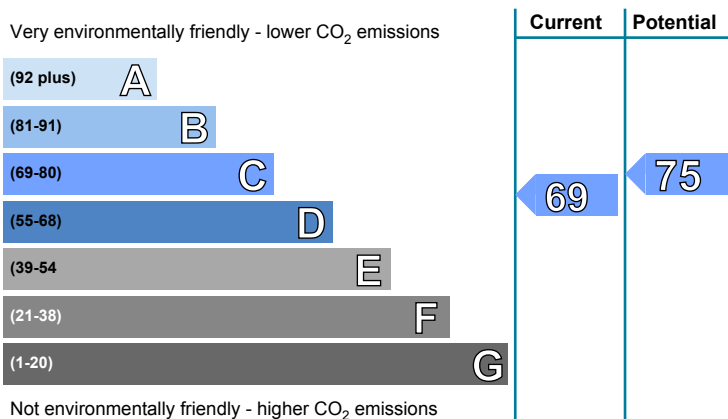 Current Potential
Very environmentally friendly - lower CO2 emissions
(92 plus) A
(81-91) B
(69-80) C
75
69
(55-68) D
(39-54 E
(21-38) F
(1-20) G
Not environmentally friendly - higher CO2 emissions